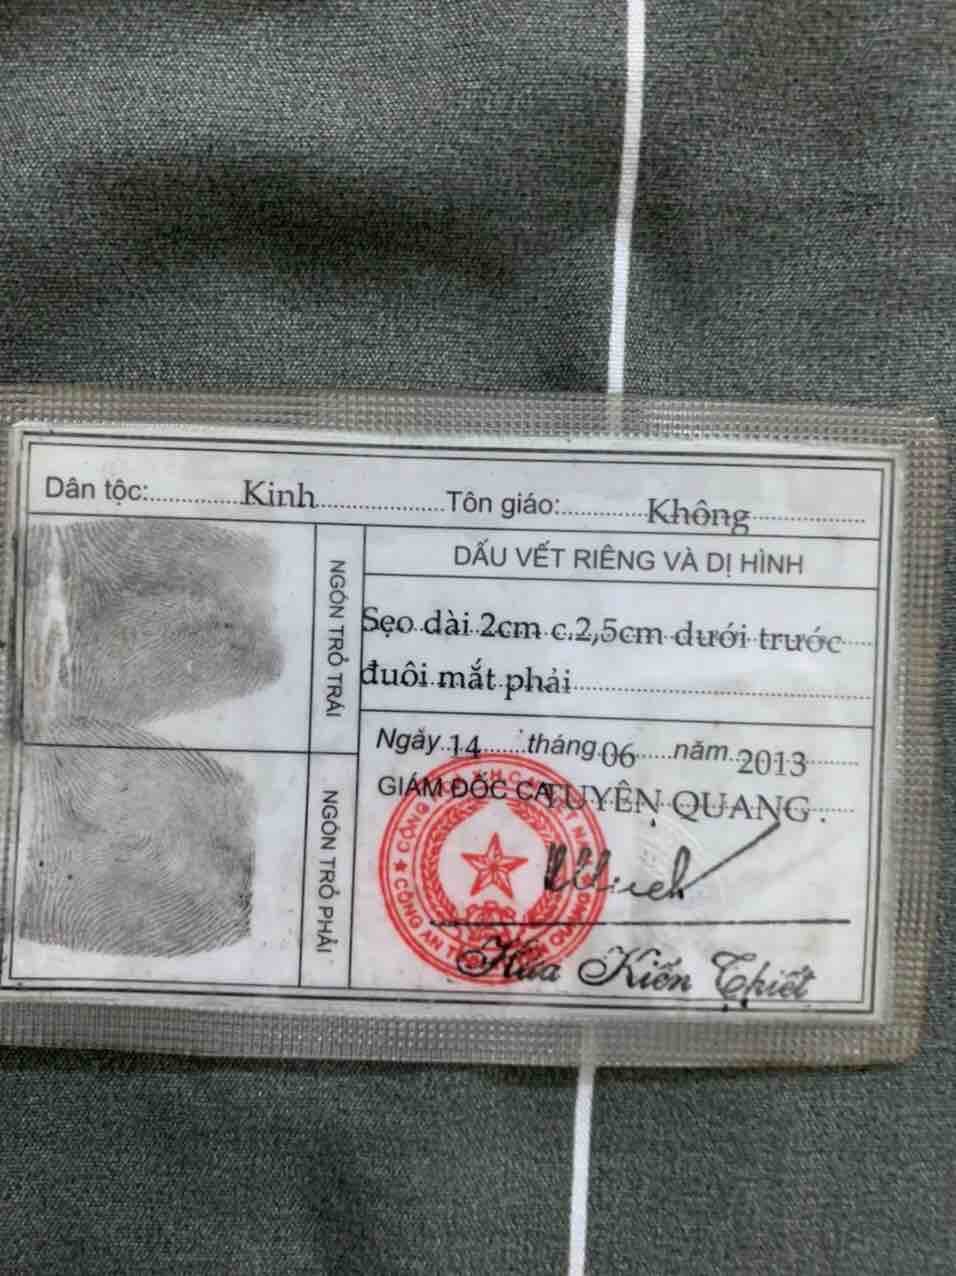 Dân tộc: Kinh Tôn giáo: Không
NGÓN TRỎ TRÁI
NGÓN TRỎ PHẢI
DẤU VẾT RIÊNG VÀ DỊ HÌNH
Sẹo dài 2cm c.2,5cm dưới trước
đuôi mắt phải
Ngày 14 tháng 06 năm 2013
GIÁM ĐỐC CA TUYÊN QUANG
CÔNG AN
Hứa Kiến Thiết